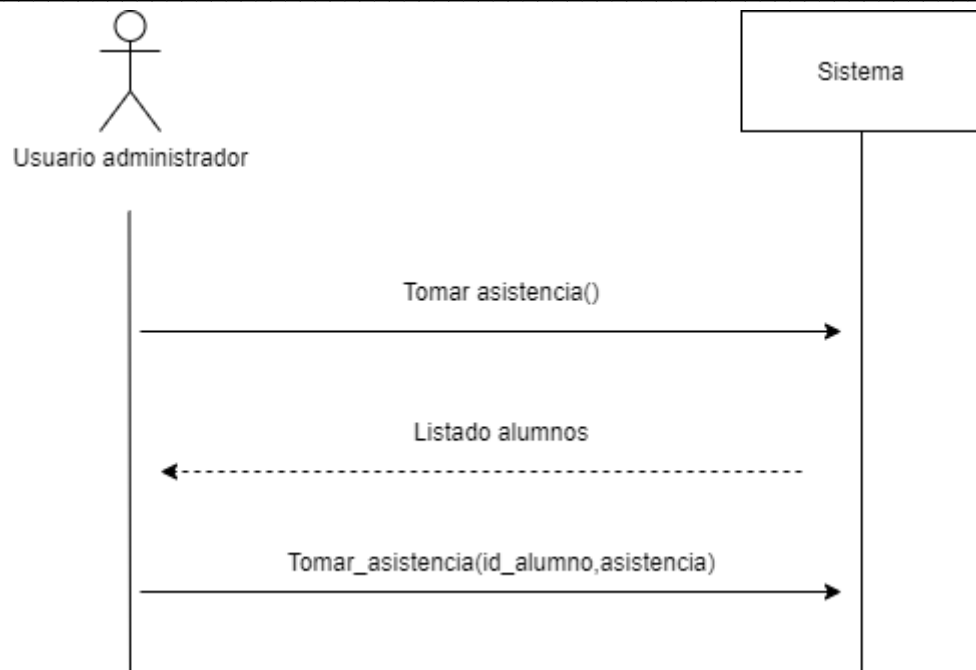 Sistema
Usuario administrador
Tomar asistencia()
Listado alumnos
Tomar_asistencia(id_alumno,asistencia)